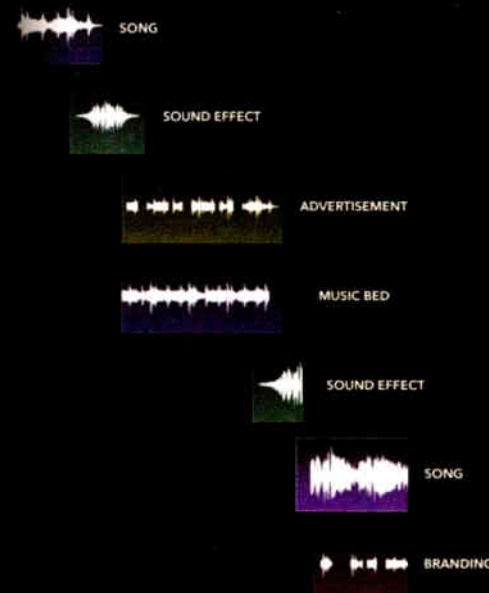 SONG
SOUND EFFECT
ADVERTISEMENT
MUSIC BED
SOUND EFFECT
SONG
BRANDING